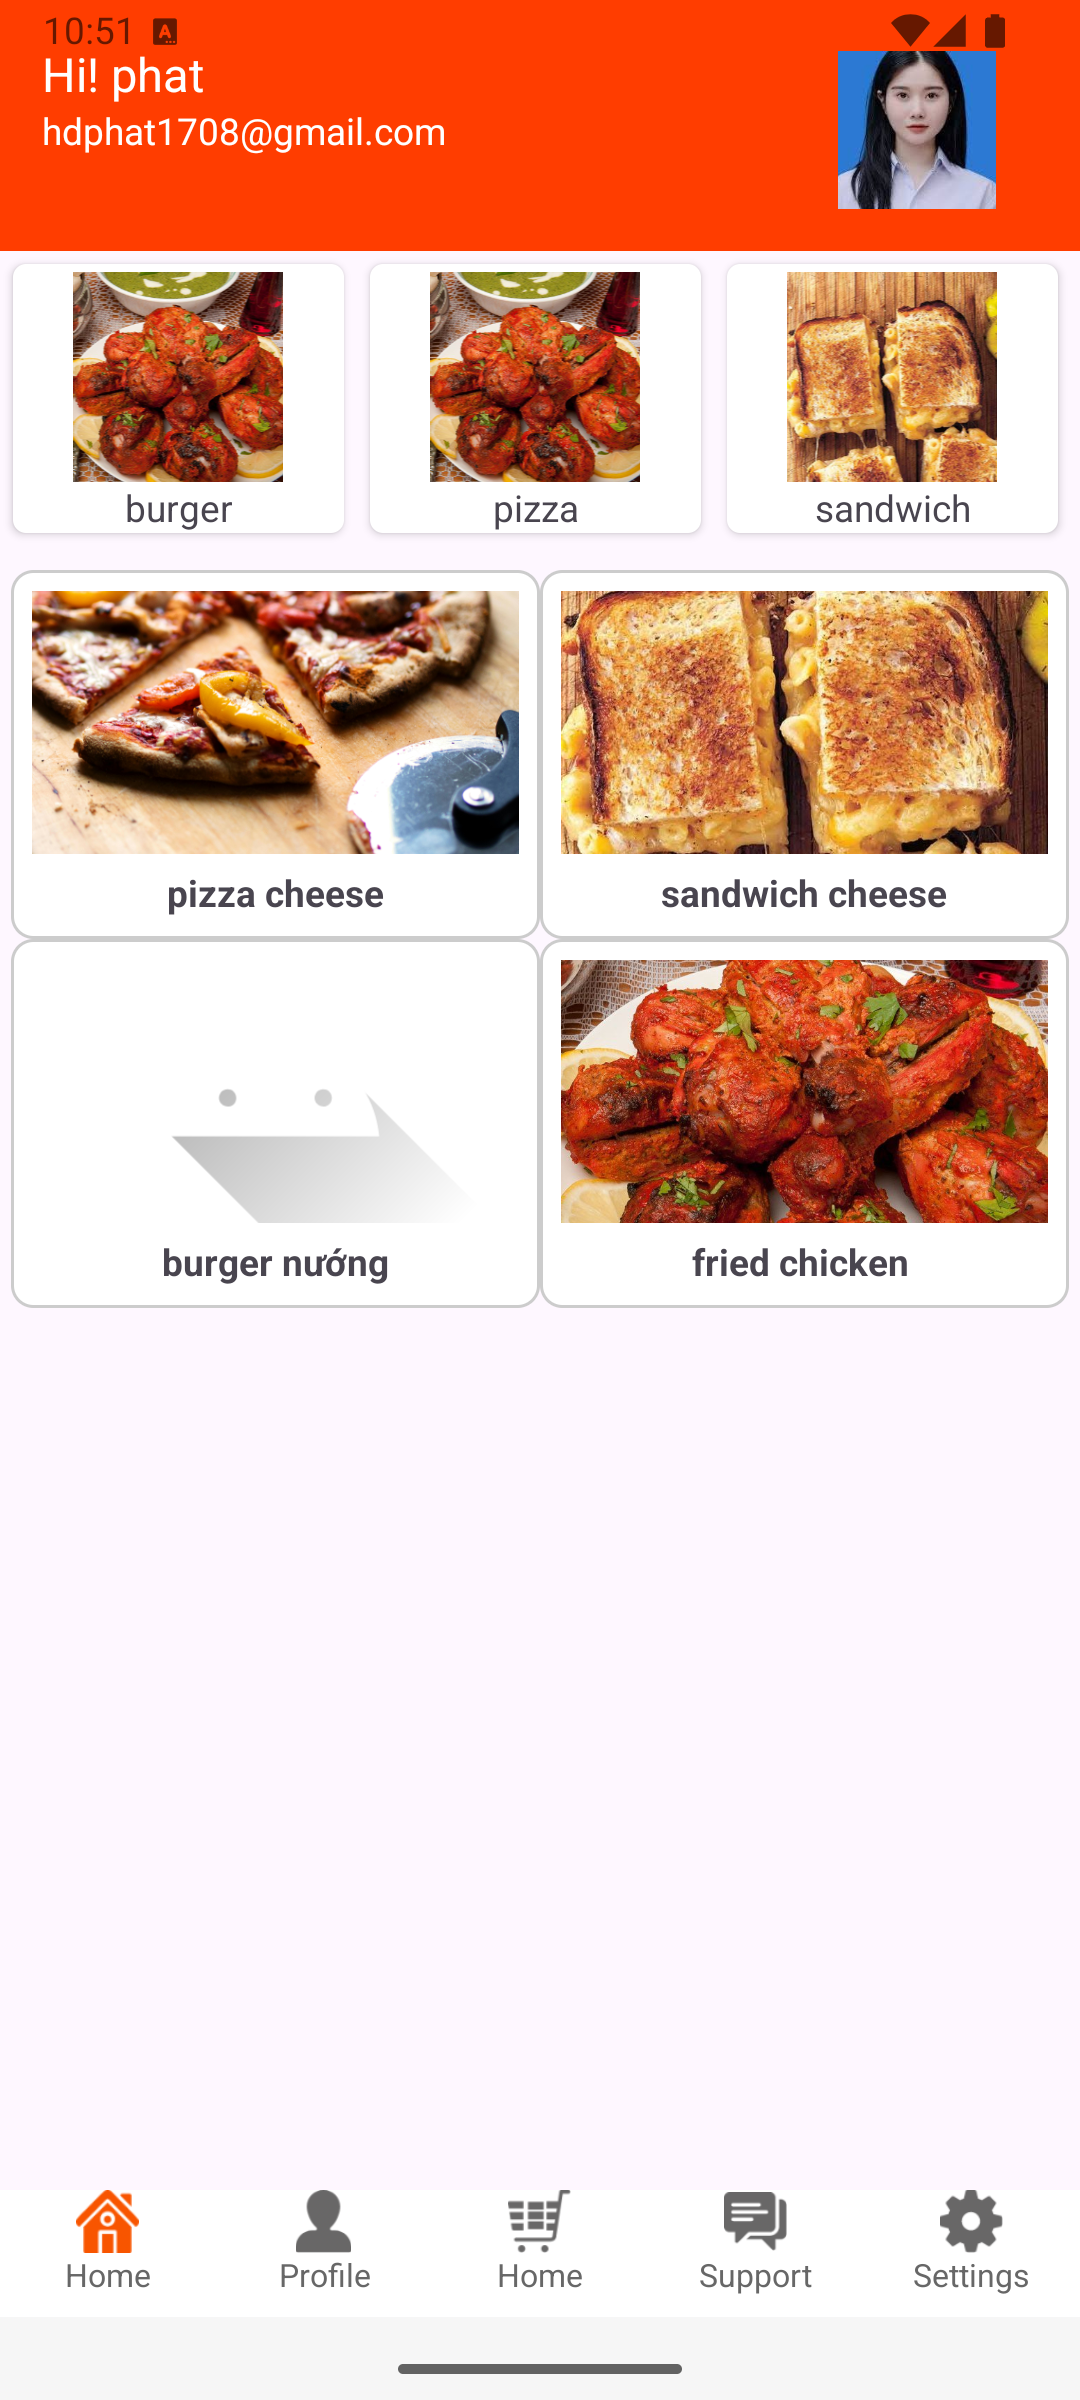 10:51
Hi! phat
hdphat1708@gmail.com
burger
pizza
sandwich
pizza cheese
sandwich cheese
burger nướng
fried chicken
Home
Profile
Home
Support
Settings